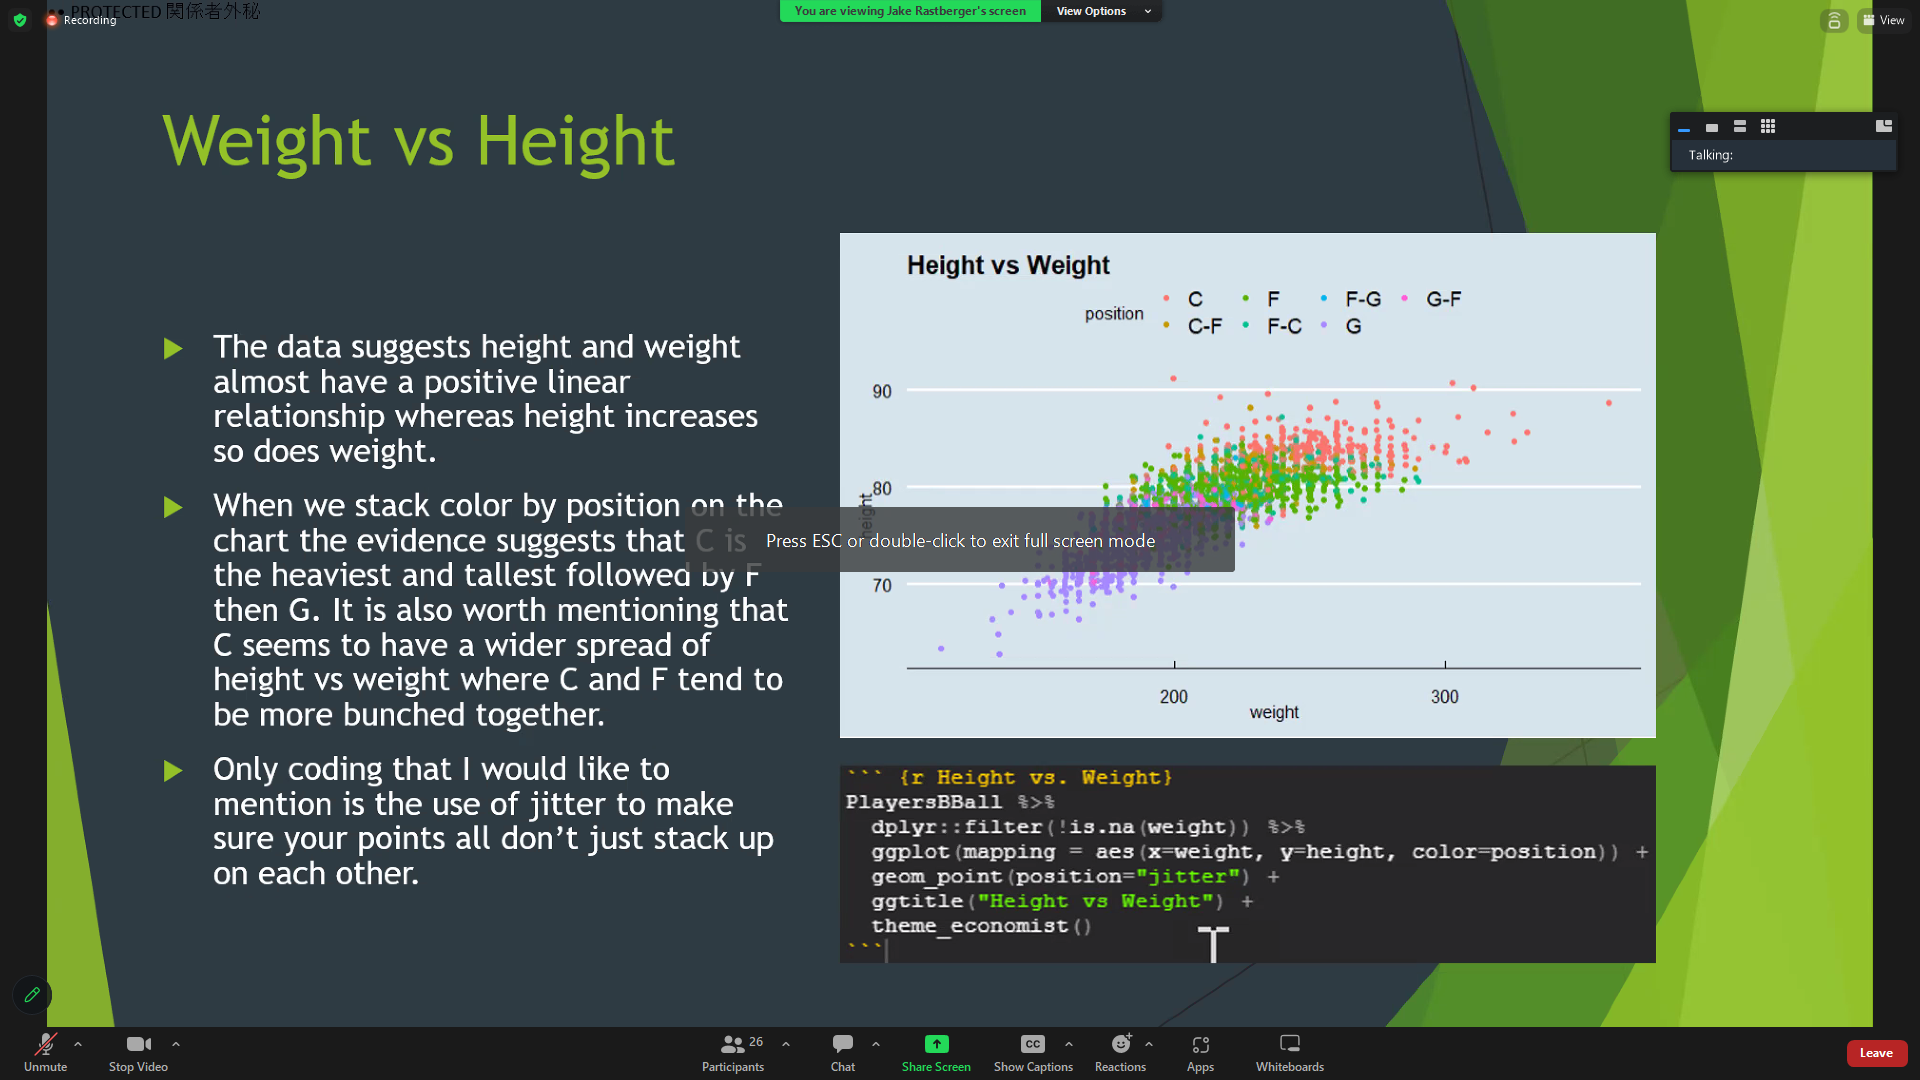 PROTECTED 関係者外秘
Recording
You are viewing Jake Rastberger's screen
View Options
View
Talking:
Weight vs Height
The data suggests height and weight
almost have a positive linear
relationship whereas height increases
so does weight.
When we stack color by position on the
chart the evidence suggests that C is
the heaviest and tallest followed by F
then G. It is also worth mentioning that
C seems to have a wider spread of
height vs weight where C and F tend to
be more bunched together.
Only coding that I would like to
mention is the use of jitter to make
sure your points all don’t just stack up
on each other.
Height vs Weight
position
C F F-G G-F
C-F F-C G
90
80
70
height
200 300
weight
Press ESC or double-click to exit full screen mode
``` {r Height vs. Weight}
PlayersBBall %>%
dplyr::filter(!is.na(weight)) %>%
ggplot(mapping = aes(x=weight, y=height, color=position)) +
geom_point(position="jitter") +
ggtitle("Height vs Weight") +
theme_economist()
```
Unmute
Stop Video
26
Participants
Chat
Share Screen
CC
Show Captions
Reactions
Apps
Whiteboards
Leave